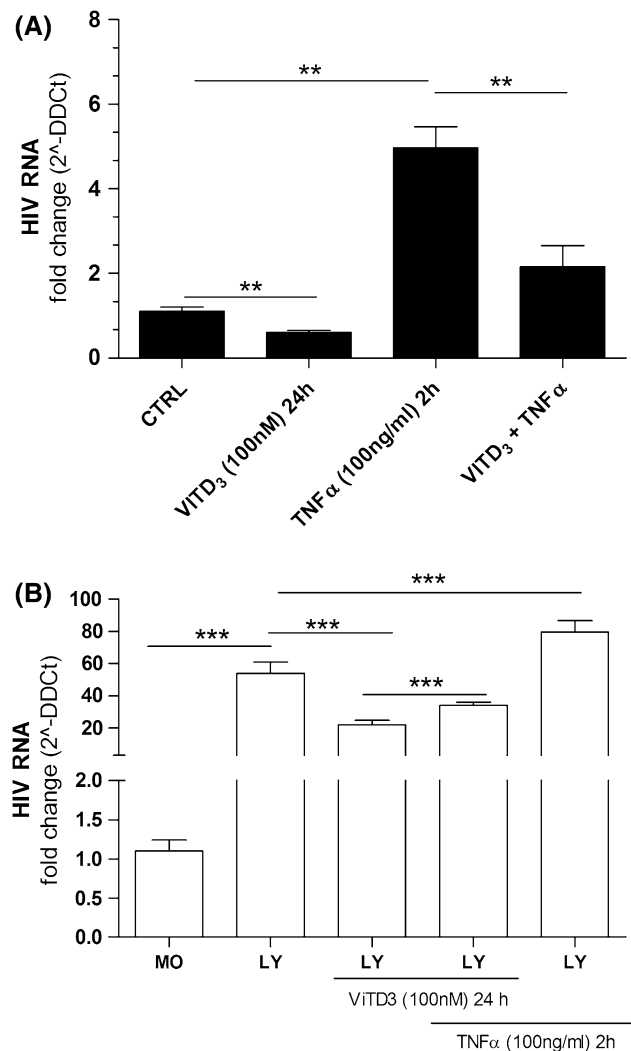 (A)
HIV RNA
fold change (2^-DDCt)
8
6
4
2
0
**
**
**
CTRL
VITD3 (100nM) 24h
TNFα (100ng/ml) 2h
VITD3 + TNFα
(B)
HIV RNA
fold change (2^-DDCt)
100
80
60
40
20
2.0
1.5
1.0
0.5
0.0
***
***
***
***
MO LY LY LY LY
ViTD3 (100nM) 24 h
TNFα (100ng/ml) 2h